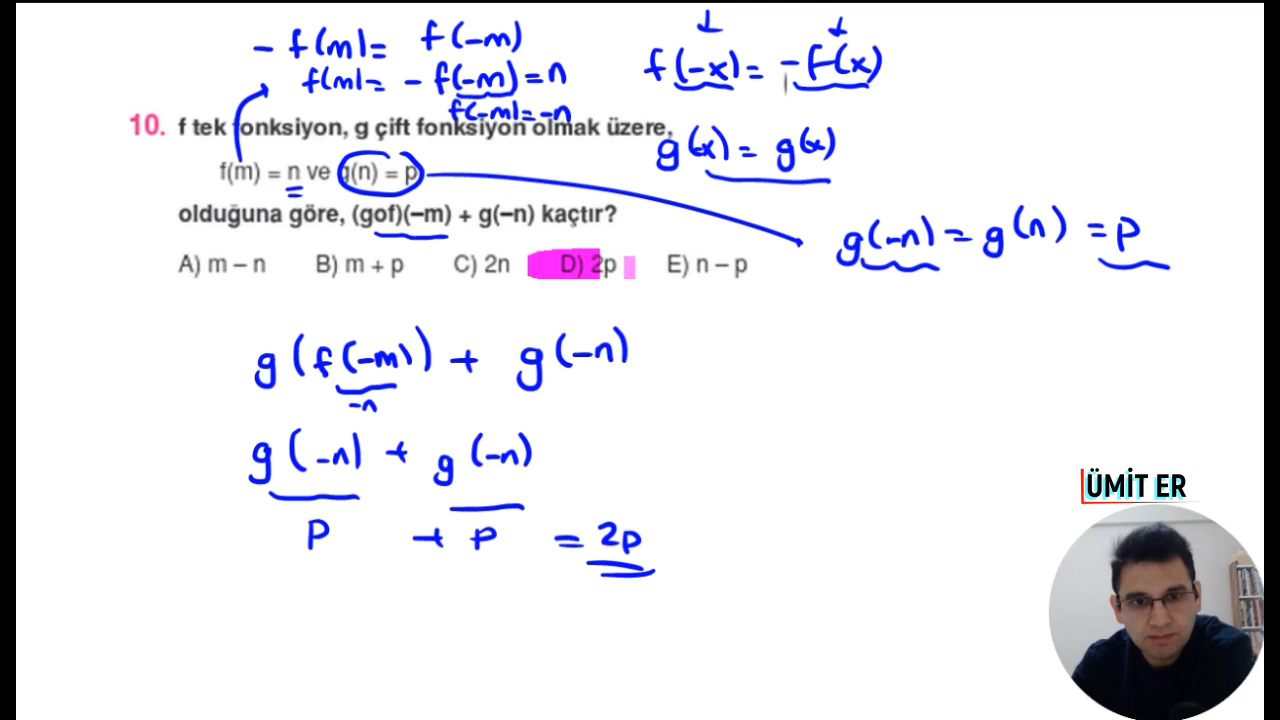 - f(m) = f(-m)
f(m) = - f(-m) = n
f(-m) = -n
f(-x) = -f(x)
10. f tek fonksiyon, g çift fonksiyon olmak üzere,
g(-x) = g(x)
f(m) = n ve g(n) = p
olduğuna göre, (gof)(–m) + g(–n) kaçtır?
g(-n) = g(n) = p
A) m – n B) m + p C) 2n D) 2p E) n – p
g(f(-m)) + g(-n)
-n
g(-n) + g(-n)
p + p = 2p
ÜMİT ER